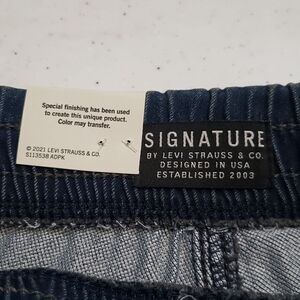 Special finishing has been used
to create this unique product.
Color may transfer.
© 2021 LEVI STRAUSS & CO.
S113538 ADPK
SIGNATURE
BY LEVI STRAUSS & CO.
DESIGNED IN USA
ESTABLISHED 2003